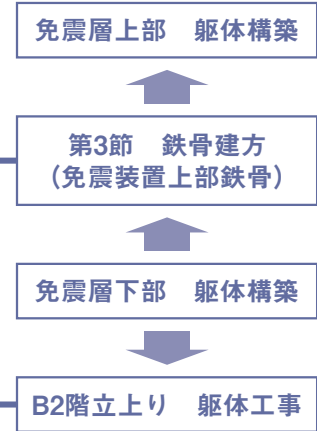 免震層上部　躯体構築
第3節　鉄骨建方
（免震装置上部鉄骨）
免震層下部　躯体構築
B2階立上り　躯体工事